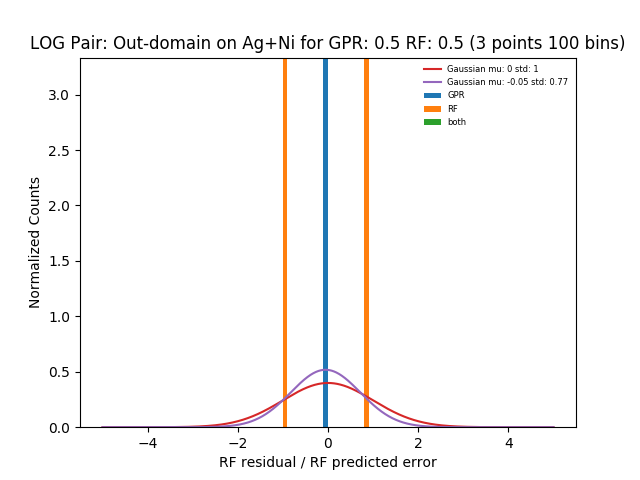 LOG Pair: Out-domain on Ag+Ni for GPR: 0.5 RF: 0.5 (3 points 100 bins)
Gaussian mu: 0 std: 1
Gaussian mu: -0.05 std: 0.77
GPR
RF
both
Normalized Counts
3.0
2.5
2.0
1.5
1.0
0.5
0.0
−4
−2
0
2
4
RF residual / RF predicted error